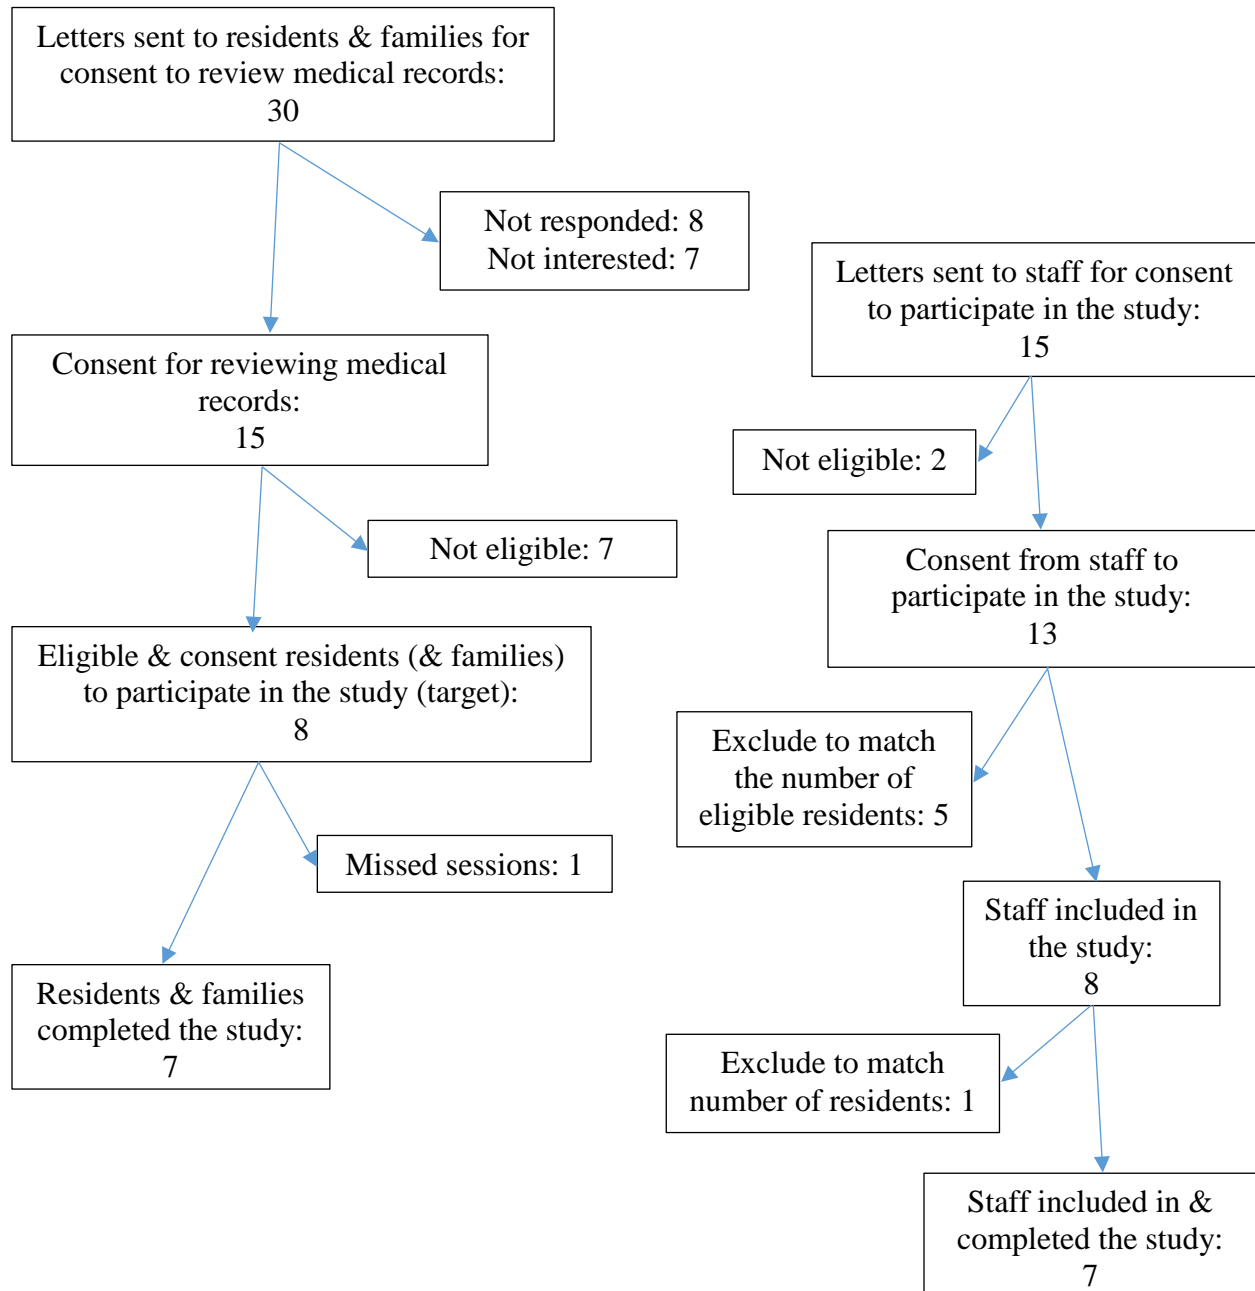 Letters sent to residents & families for
consent to review medical records:
30
Not responded: 8
Not interested: 7
Consent for reviewing medical
records:
15
Not eligible: 7
Eligible & consent residents (& families)
to participate in the study (target):
8
Missed sessions: 1
Residents & families
completed the study:
7
Letters sent to staff for consent
to participate in the study:
15
Not eligible: 2
Consent from staff to
participate in the study:
13
Exclude to match
the number of
eligible residents: 5
Staff included in
the study:
8
Exclude to match
number of residents: 1
Staff included in &
completed the study:
7